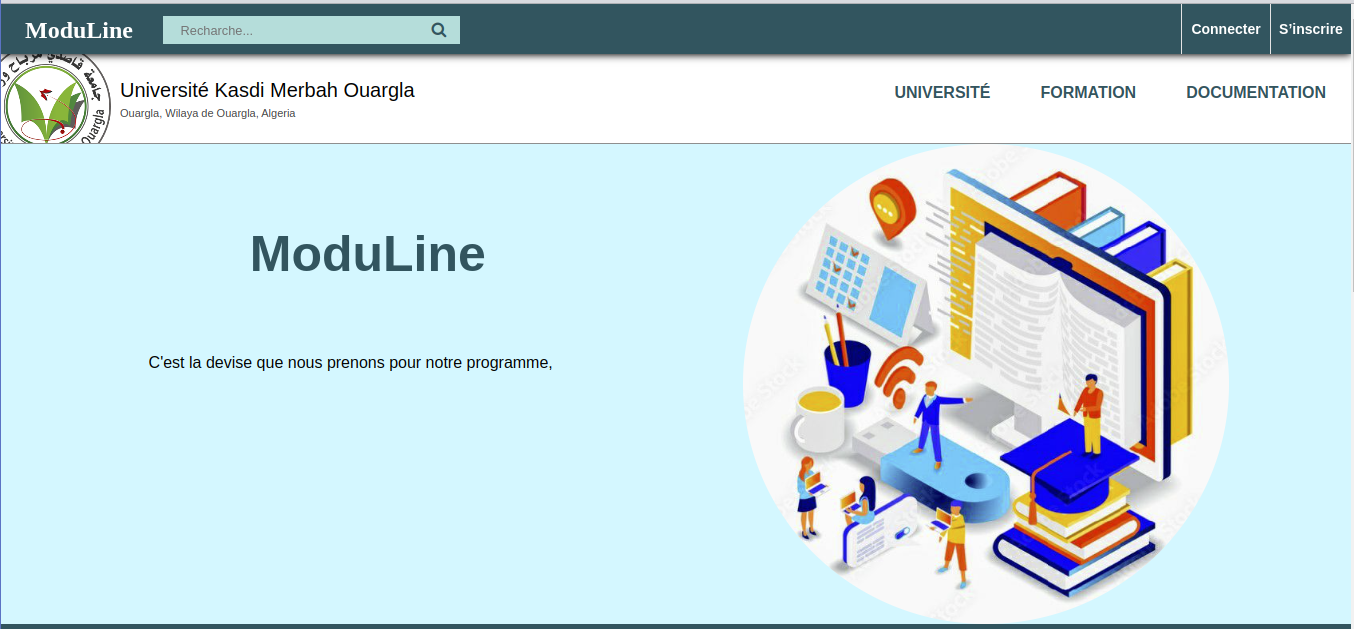 ModuLine
Recharche...
Connecter
S'inscrire
جامعة قاصدي مرباح
Ouargla
Université Kasdi Merbah Ouargla
Ouargla, Wilaya de Ouargla, Algeria
UNIVERSITÉ
FORMATION
DOCUMENTATION
ModuLine
C'est la devise que nous prenons pour notre programme,